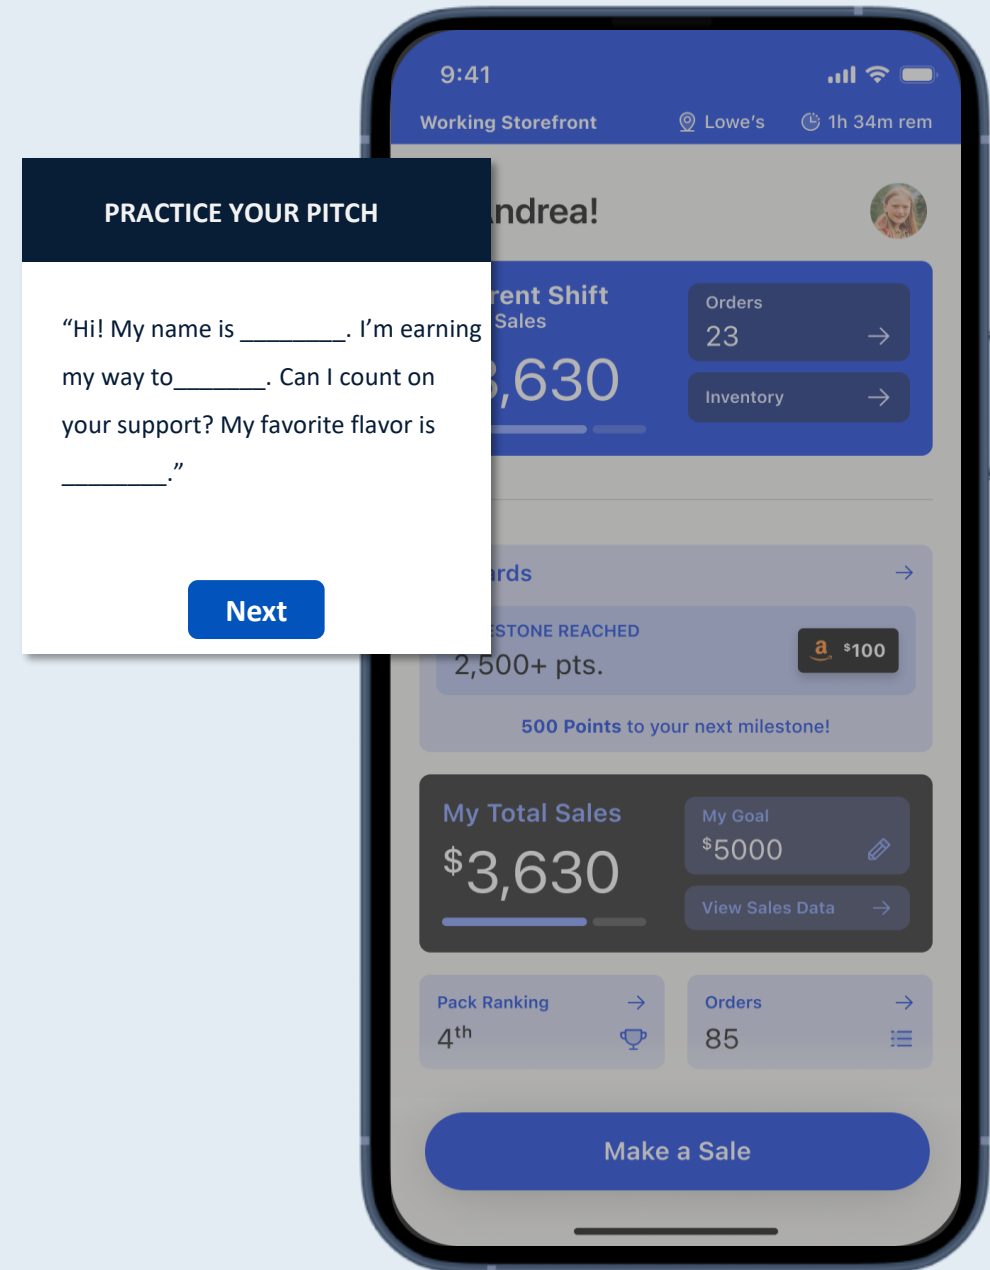 9:41
Working Storefront Lowe's 1h 34m rem
PRACTICE YOUR PITCH
ndrea!
“Hi! My name is ________. I’m earning
my way to_______. Can I count on
your support? My favorite flavor is
________.”
Next
rent Shift
Sales
,630
Orders
23
Inventory
rds
STONE REACHED
2,500+ pts.
a $100
500 Points to your next milestone!
My Total Sales
$3,630
My Goal
$5000
View Sales Data
Pack Ranking
4th
Orders
85
Make a Sale